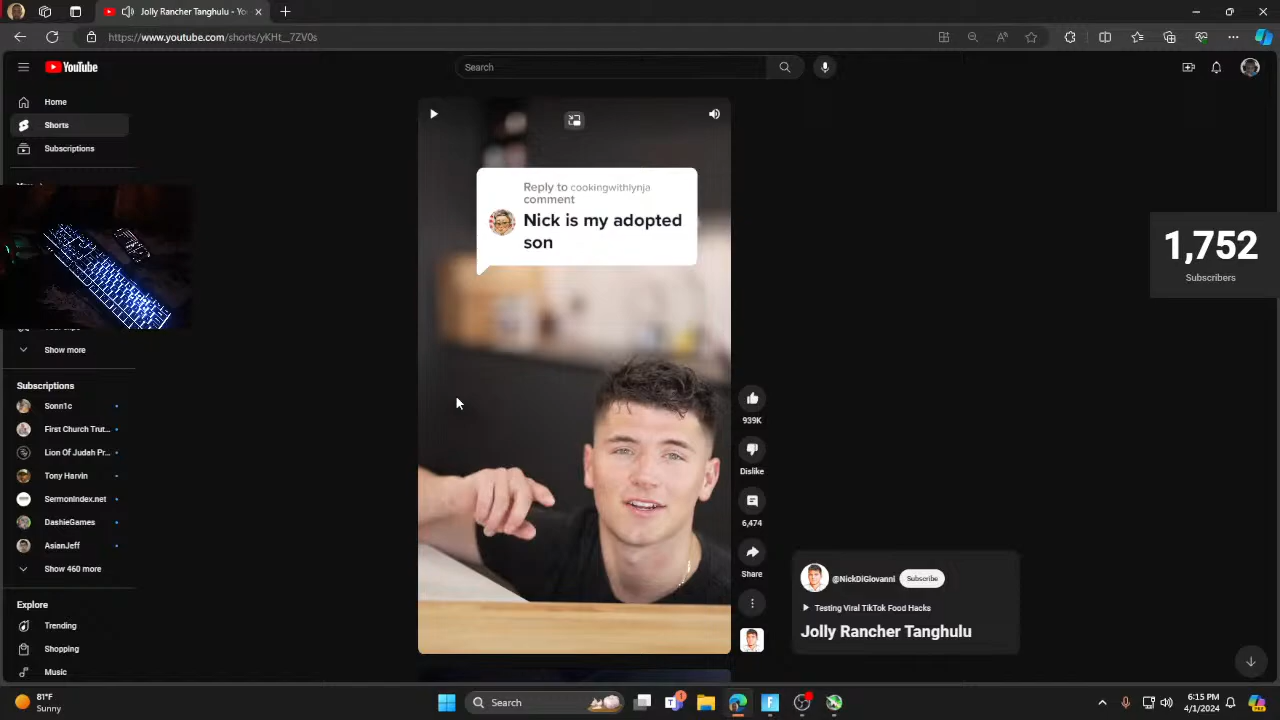 Jolly Rancher Tanghulu - Yo
https://www.youtube.com/shorts/yKHt_7ZV0s
YouTube
Search
Home
Shorts
Subscriptions
Reply to cookingwithlynja
comment
Nick is my adopted
son
1,752
Subscribers
Show more
Subscriptions
Sonn1c
First Church Trut...
Lion Of Judah Pr...
Tony Harvin
SermonIndex.net
DashieGames
AsianJeff
Show 460 more
Explore
Trending
Shopping
Music
939K
Dislike
6,474
Share
@NickDiGiovanni Subscribe
Testing Viral TikTok Food Hacks
Jolly Rancher Tanghulu
81°F
Sunny
Search
6:15 PM
4/1/2024